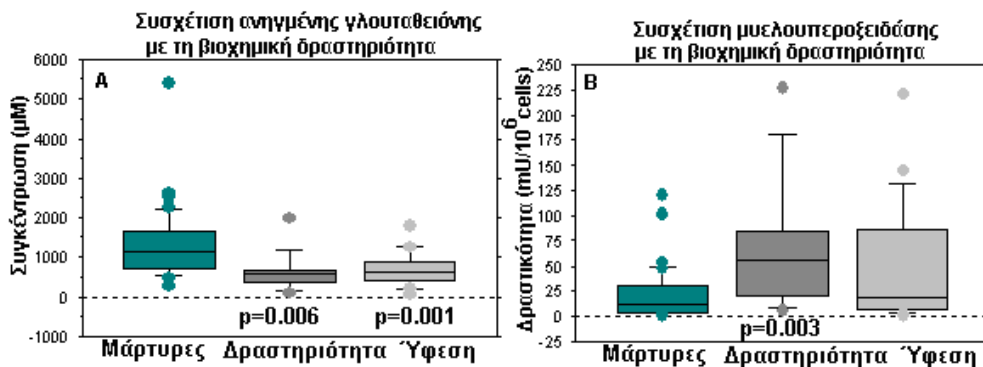 Συσχέτιση ανηγμένης γλουταθειόνης
με τη βιοχημική δραστηριότητα
A
Συγκέντρωση (μM)
6000
5000
4000
3000
2000
1000
0
-1000
p=0.006
p=0.001
Μάρτυρες
Δραστηριότητα
Ύφεση
Συσχέτιση μυελουπεροξειδάσης
με τη βιοχημική δραστηριότητα
B
Δραστικότητα (mU/10⁶cells)
250
225
200
175
150
125
100
75
50
25
0
-25
p=0.003
Μάρτυρες
Δραστηριότητα
Ύφεση